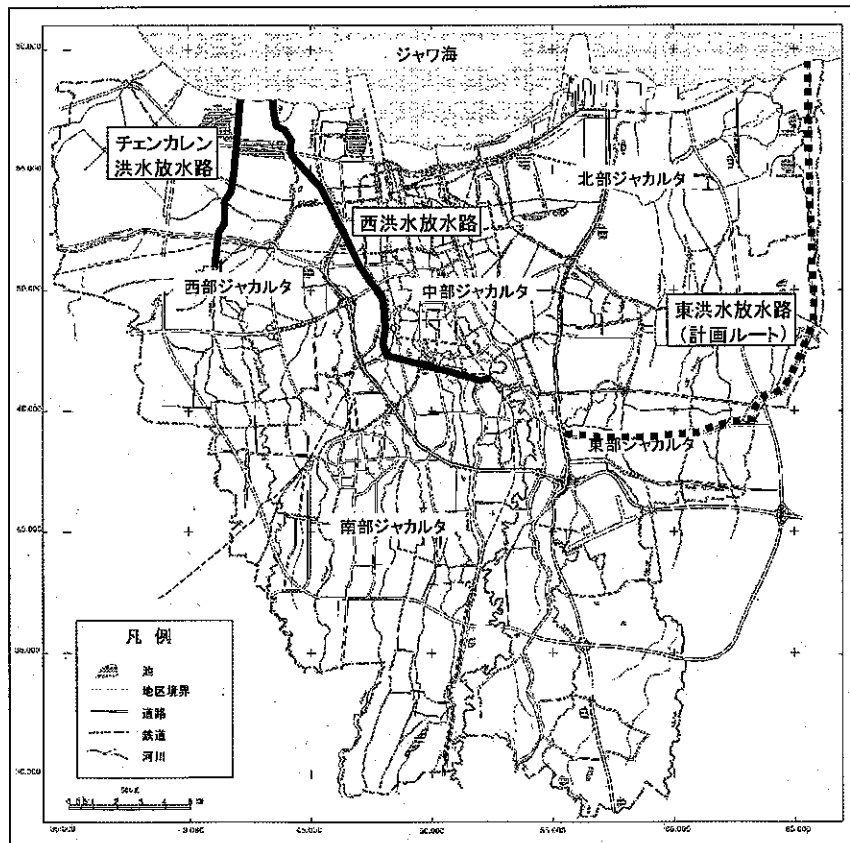 ジャワ海
チェンカレン
洪水放水路
北部ジャカルタ
西洪水放水路
西部ジャカルタ
中部ジャカルタ
東洪水放水路
(計画ルート)
東部ジャカルタ
南部ジャカルタ
凡例
池
地区境界
道路
鉄道
河川